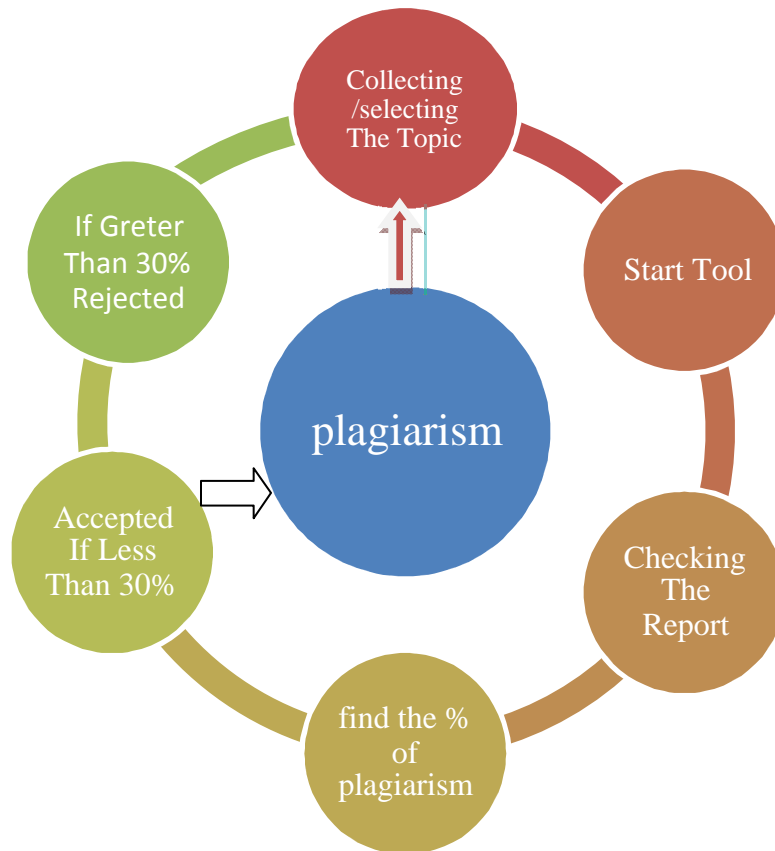 Collecting
/selecting
The Topic
Start Tool
Checking
The
Report
find the %
of
plagiarism
Accepted
If Less
Than 30%
If Greter
Than 30%
Rejected
plagiarism